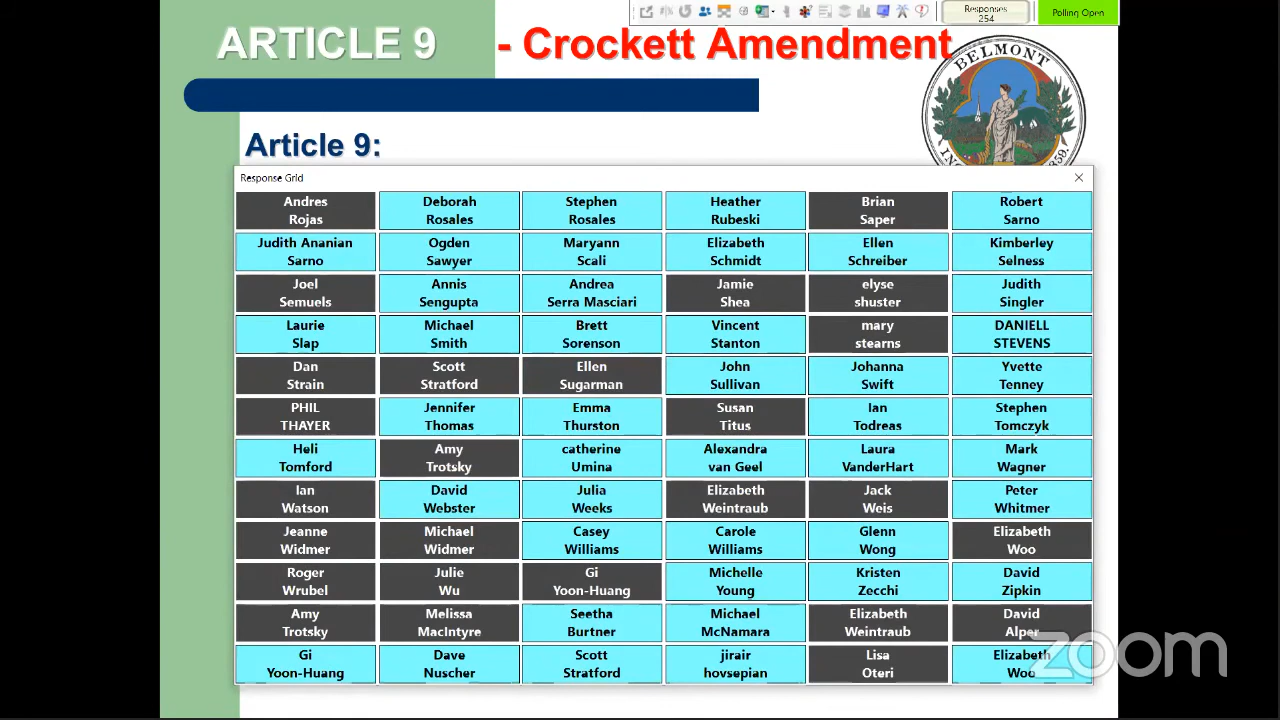 Responses
254
Polling Open
ARTICLE 9 - Crockett Amendment
BELMONT
Article 9:
IN
1859.
Response Grid
Andres Deborah Stephen Heather Brian Robert
Rojas Rosales Rosales Rubeski Saper Sarno
Judith Ananian Ogden Maryann Elizabeth Ellen Kimberley
Sarno Sawyer Scali Schmidt Schreiber Selness
Joel Annis Andrea Jamie elyse Judith
Semuels Sengupta Serra Masciari Shea shuster Singler
Laurie Michael Brett Vincent mary DANIELL
Slap Smith Sorenson Stanton stearns STEVENS
Dan Scott Ellen John Johanna Yvette
Strain Stratford Sugarman Sullivan Swift Tenney
PHIL Jennifer Emma Susan Ian Stephen
THAYER Thomas Thurston Titus Todreas Tomczyk
Heli Amy catherine Alexandra Laura Mark
Tomford Trotsky Umina van Geel VanderHart Wagner
Ian David Julia Elizabeth Jack Peter
Watson Webster Weeks Weintraub Weis Whitmer
Jeanne Michael Casey Carole Glenn Elizabeth
Widmer Widmer Williams Williams Wong Woo
Roger Julie Gi Michelle Kristen David
Wrubel Wu Yoon-Huang Young Zecchi Zipkin
Amy Melissa Seetha Michael Elizabeth David
Trotsky MacIntyre Burtner McNamara Weintraub Alper
Gi Dave Scott jirair Lisa Elizabeth
Yoon-Huang Nuscher Stratford hovsepian Oteri Woo
zoom